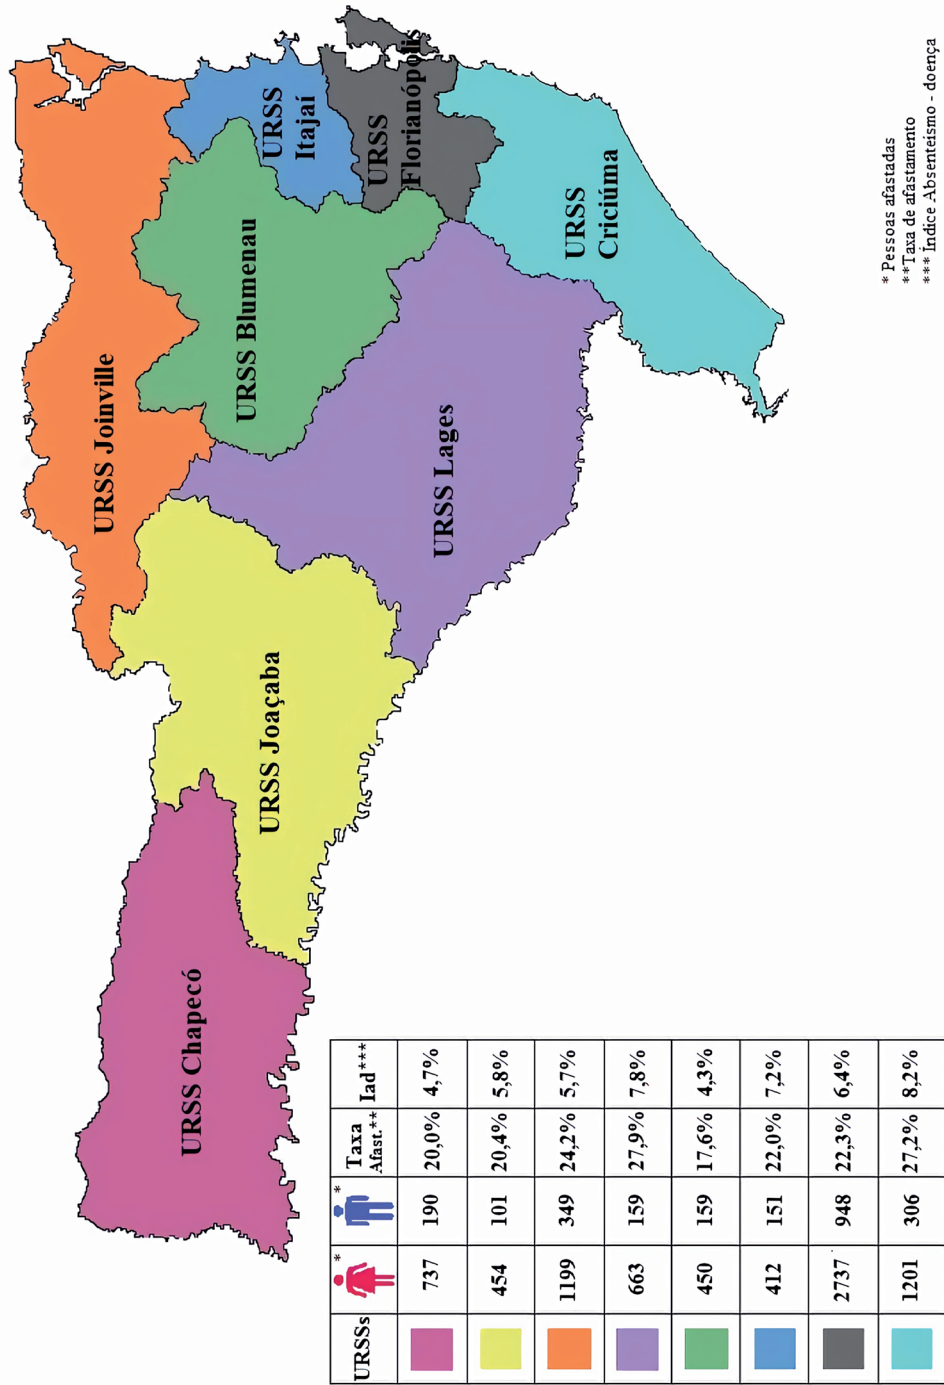 URSS Chapecó
URSS Joaçaba
URSS Joinville
URSS Lages
URSS Blumenau
URSS
Itajaí
URSS
Florianópolis
URSS
Criciúma
URSSs * * Taxa Afast.** Iad***
737 190 20,0% 4,7%
454 101 20,4% 5,8%
1199 349 24,2% 5,7%
663 159 27,9% 7,8%
450 159 17,6% 4,3%
412 151 22,0% 7,2%
2737 948 22,3% 6,4%
1201 306 27,2% 8,2%
* Pessoas afastadas
**Taxa de afastamento
*** Índice Absenteísmo - doença